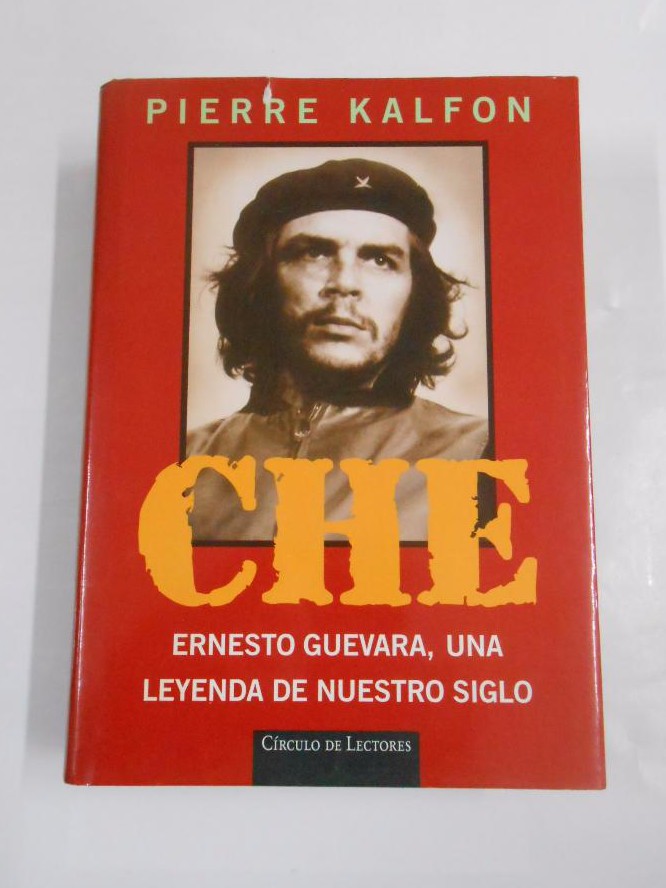 PIERRE KALFON
CHE
ERNESTO GUEVARA, UNA
LEYENDA DE NUESTRO SIGLO
CÍRCULO DE LECTORES